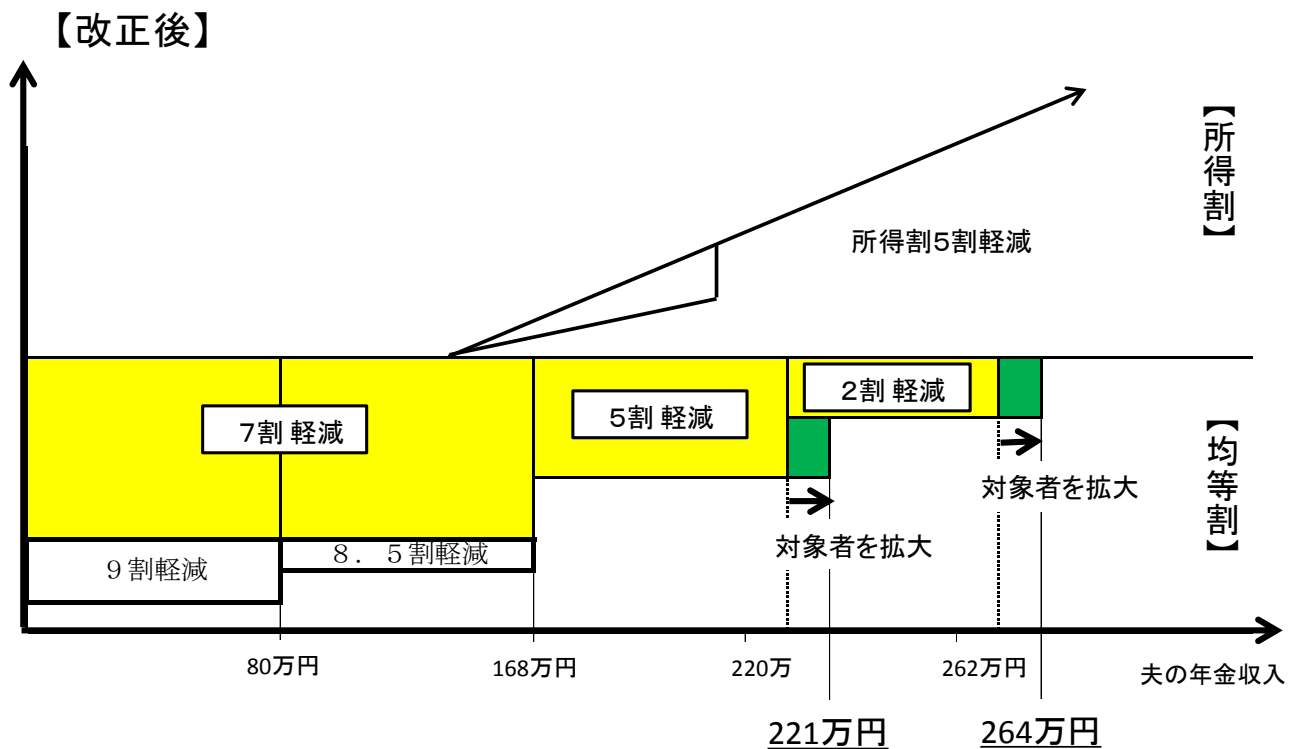 【改正後】
【所得割】
所得割5割軽減
2割 軽減
5割 軽減
7割 軽減
【均等割】
対象者を拡大
対象者を拡大
9割軽減
8．5割軽減
80万円
168万円
220万
262万円
夫の年金収入
221万円
264万円